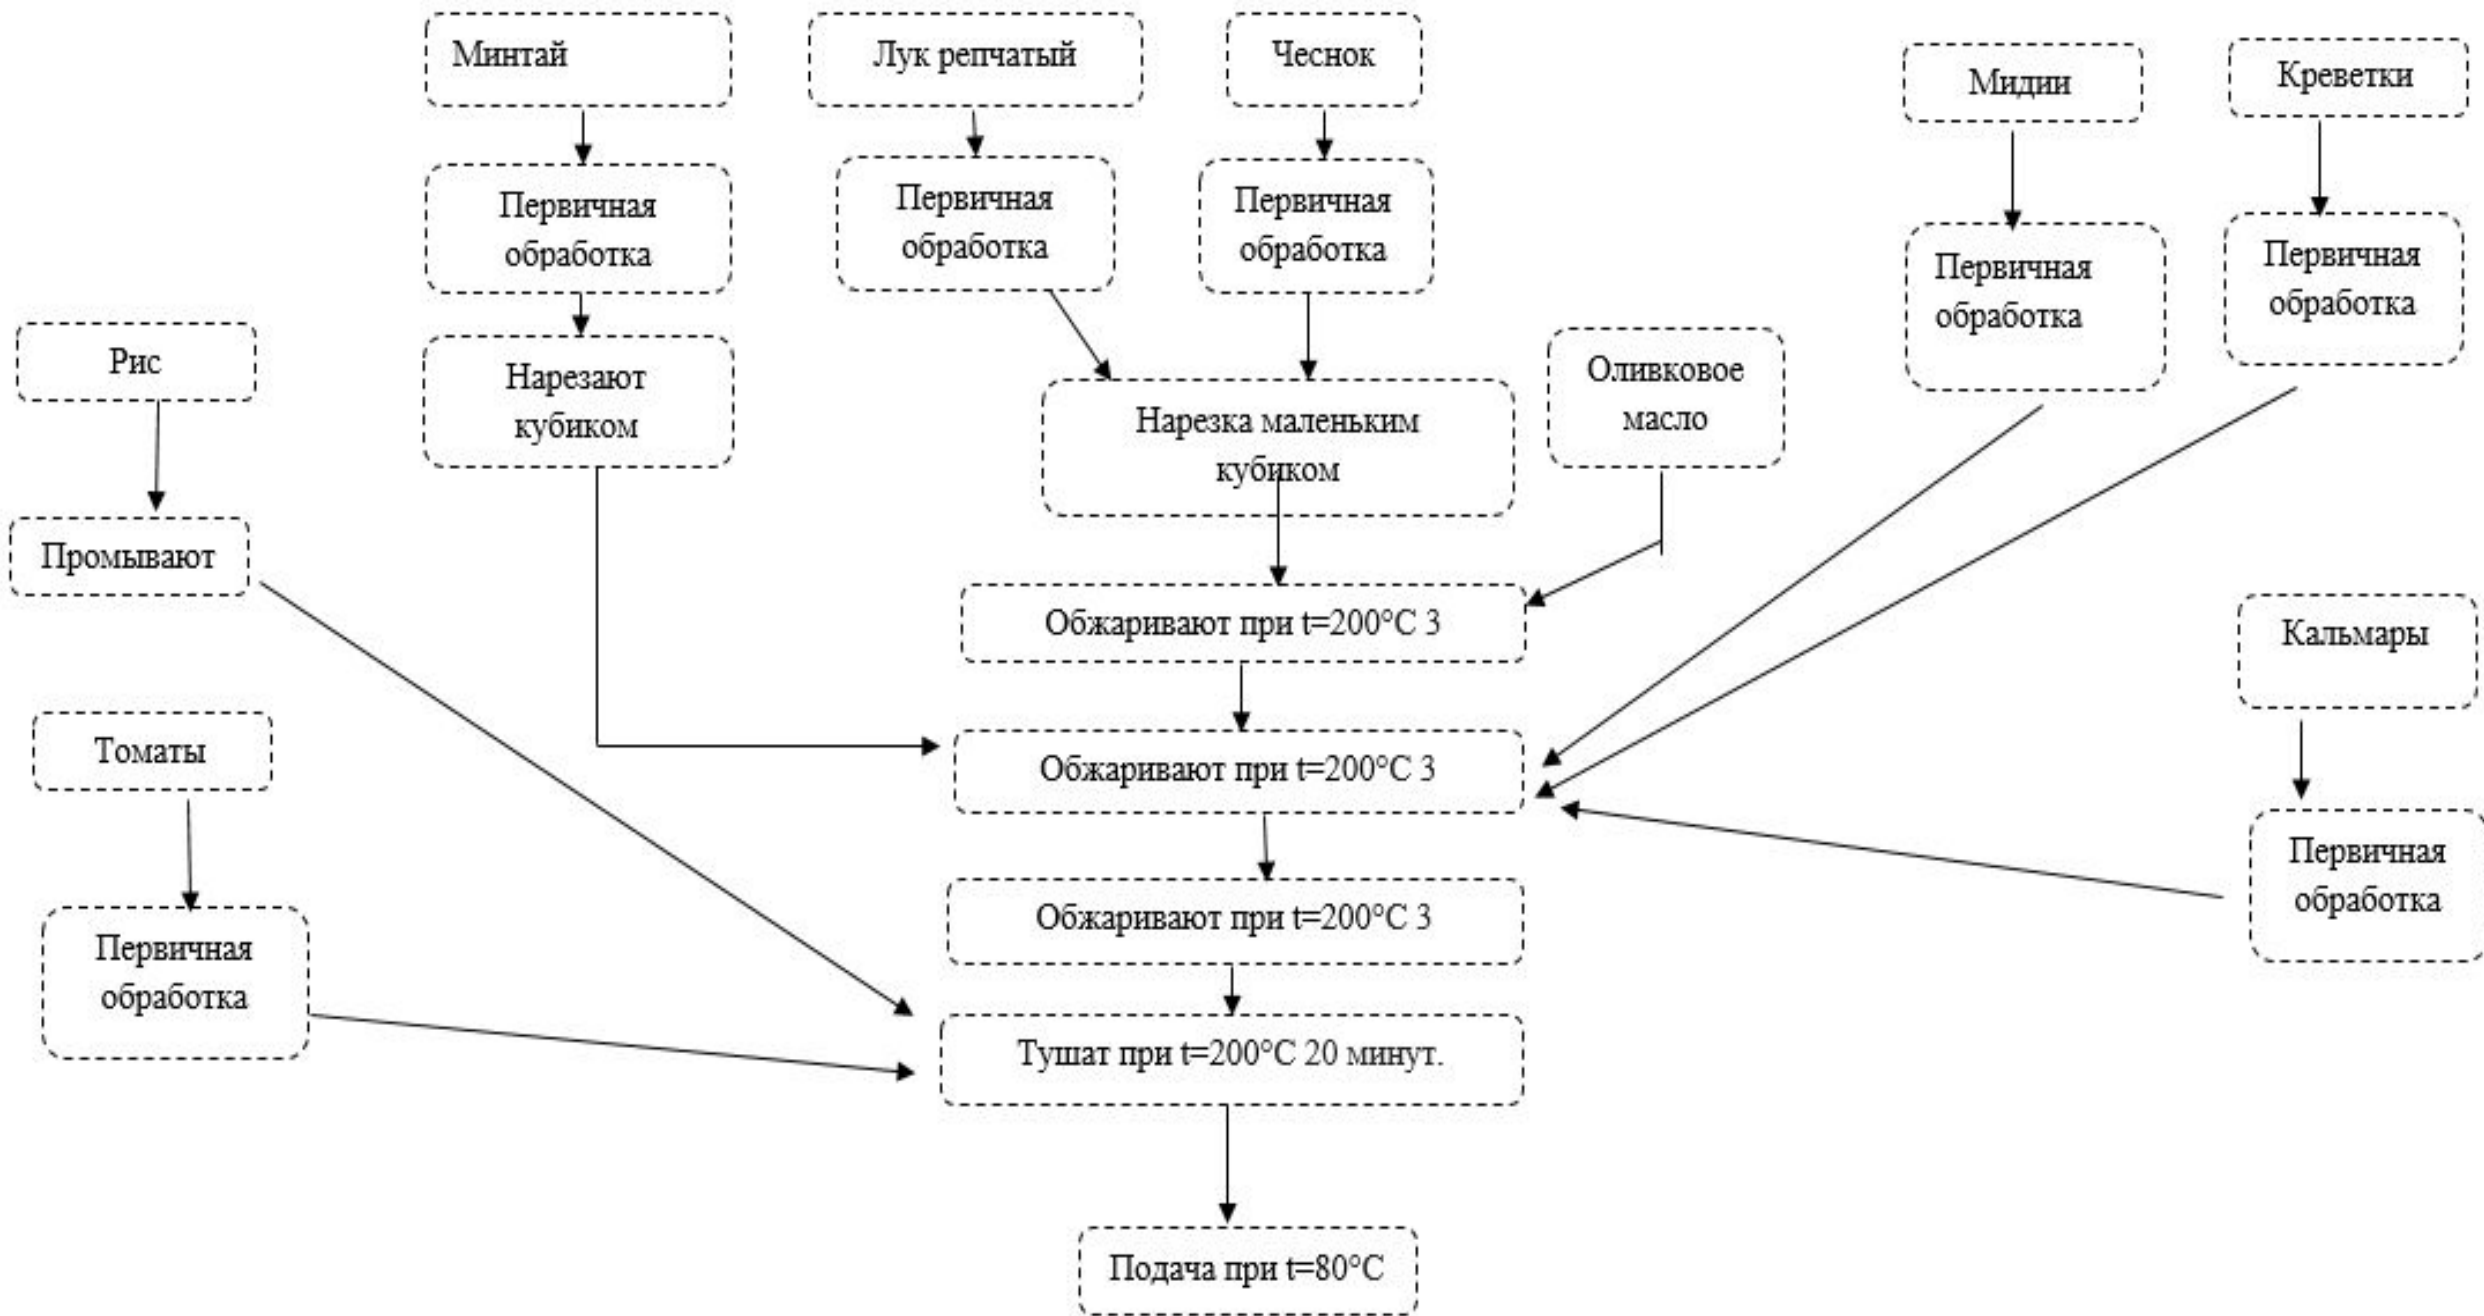 Минтай
Лук репчатый
Чеснок
Мидии
Креветки
Первичная
обработка
Первичная
обработка
Первичная
обработка
Первичная
обработка
Первичная
обработка
Рис
Нарезают
кубиком
Нарезка маленьким
кубиком
Оливковое
масло
Промывают
Обжаривают при t=200°С 3
Кальмары
Томаты
Обжаривают при t=200°С 3
Первичная
обработка
Обжаривают при t=200°С 3
Первичная
обработка
Тушат при t=200°С 20 минут.
Подача при t=80°С